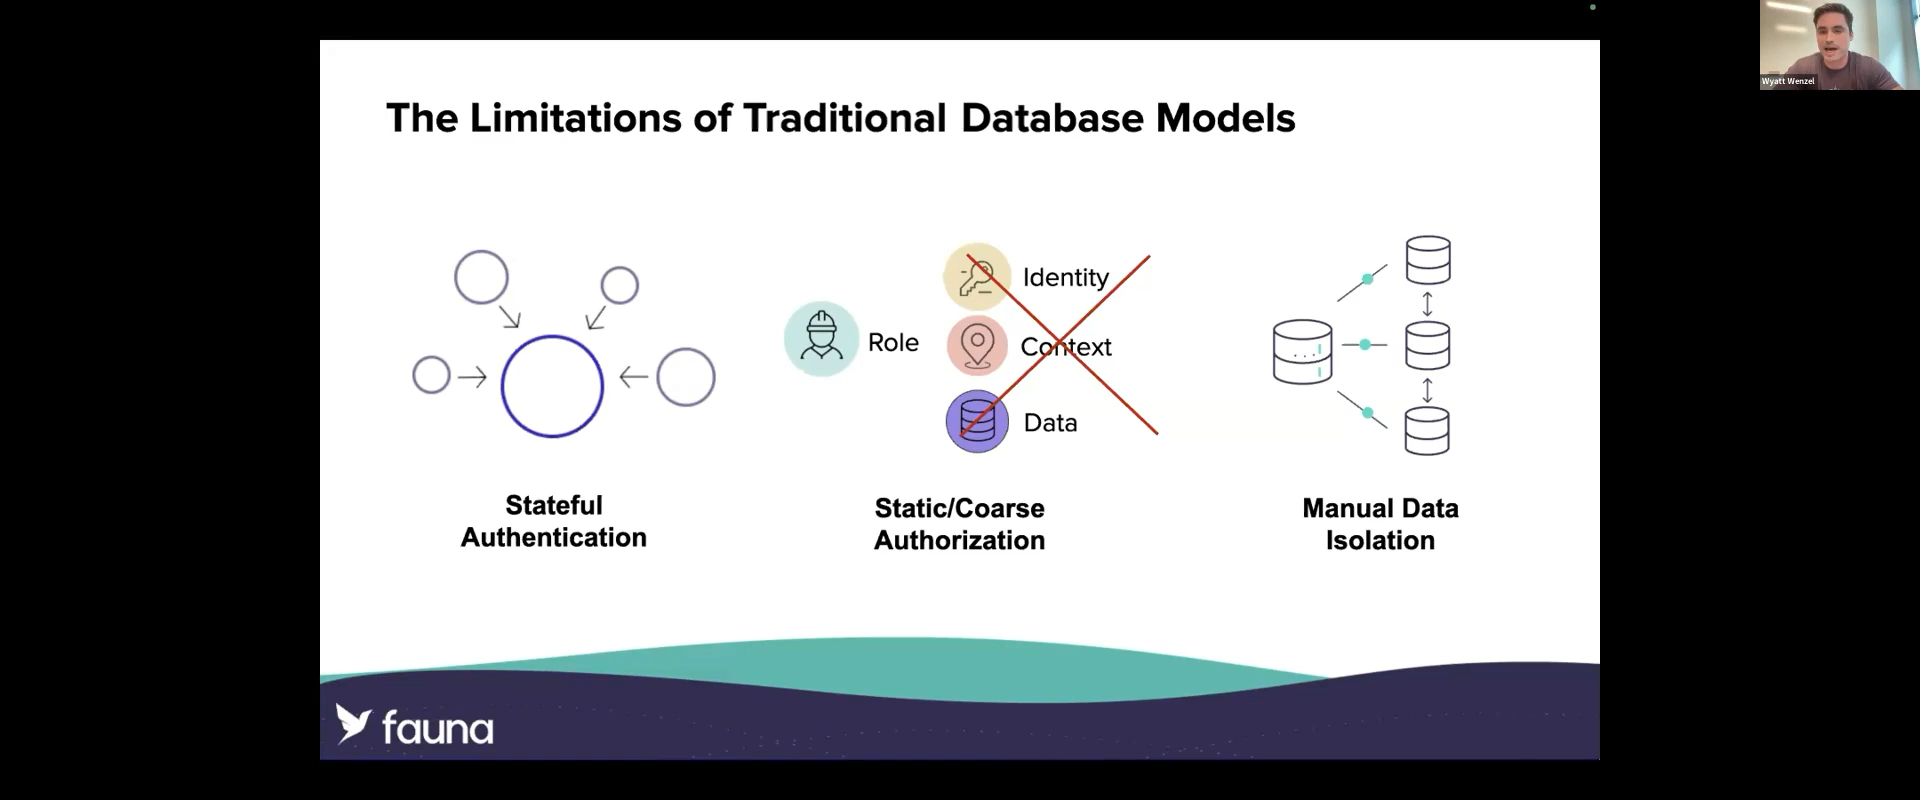 Wyatt Wenzel
The Limitations of Traditional Database Models
Identity
Role
Context
Data
Stateful
Authentication
Static/Coarse
Authorization
Manual Data
Isolation
fauna